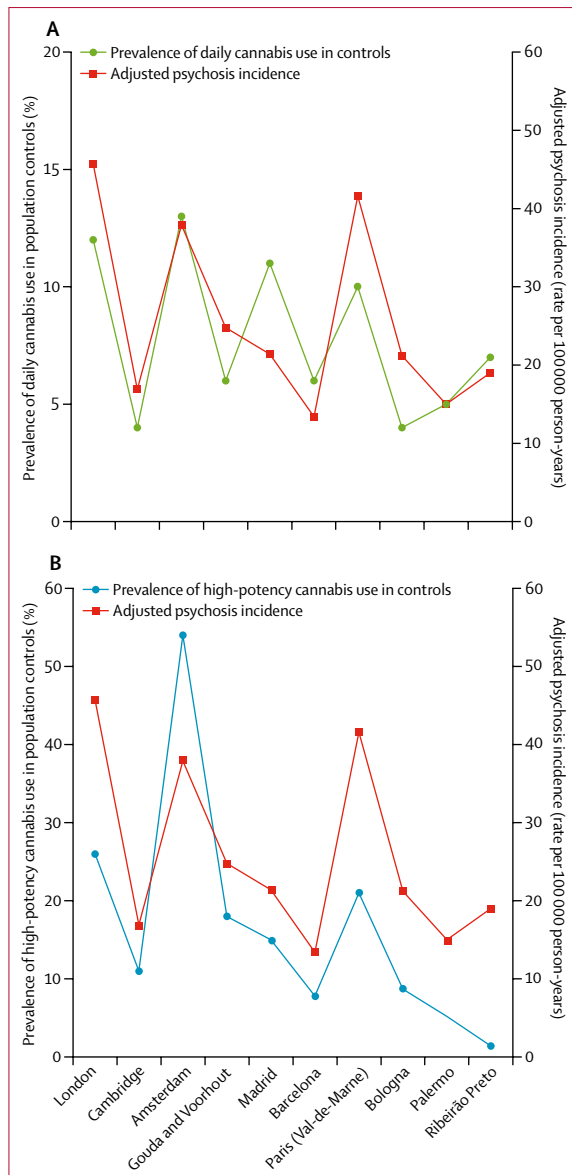 A
Prevalence of daily cannabis use in controls
Adjusted psychosis incidence
Prevalence of daily cannabis use in population controls (%)
20
15
10
5
0
60
50
40
30
20
10
0
Adjusted psychosis incidence (rate per 100 000 person-years)
B
Prevalence of high-potency cannabis use in controls
Adjusted psychosis incidence
Prevalence of high-potency cannabis use in population controls (%)
60
50
40
30
20
10
0
60
50
40
30
20
10
0
Adjusted psychosis incidence (rate per 100 000 person-years)
London
Cambridge
Amsterdam
Gouda and Voorhout
Madrid
Barcelona
Paris (Val-de-Marne)
Bologna
Palermo
Ribeirão Preto